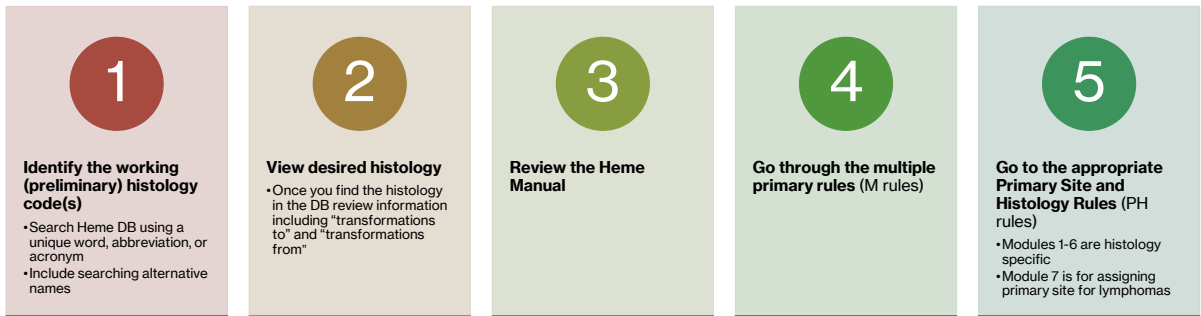 1
Identify the working
(preliminary) histology
code(s)
•Search Heme DB using a
unique word, abbreviation, or
acronym
•Include searching alternative
names
2
View desired histology
•Once you find the histology
in the DB review information
including “transformations
to” and “transformations
from”
3
Review the Heme
Manual
4
Go through the multiple
primary rules (M rules)
5
Go to the appropriate
Primary Site and
Histology Rules (PH
rules)
•Modules 1-6 are histology
specific
•Module 7 is for assigning
primary site for lymphomas